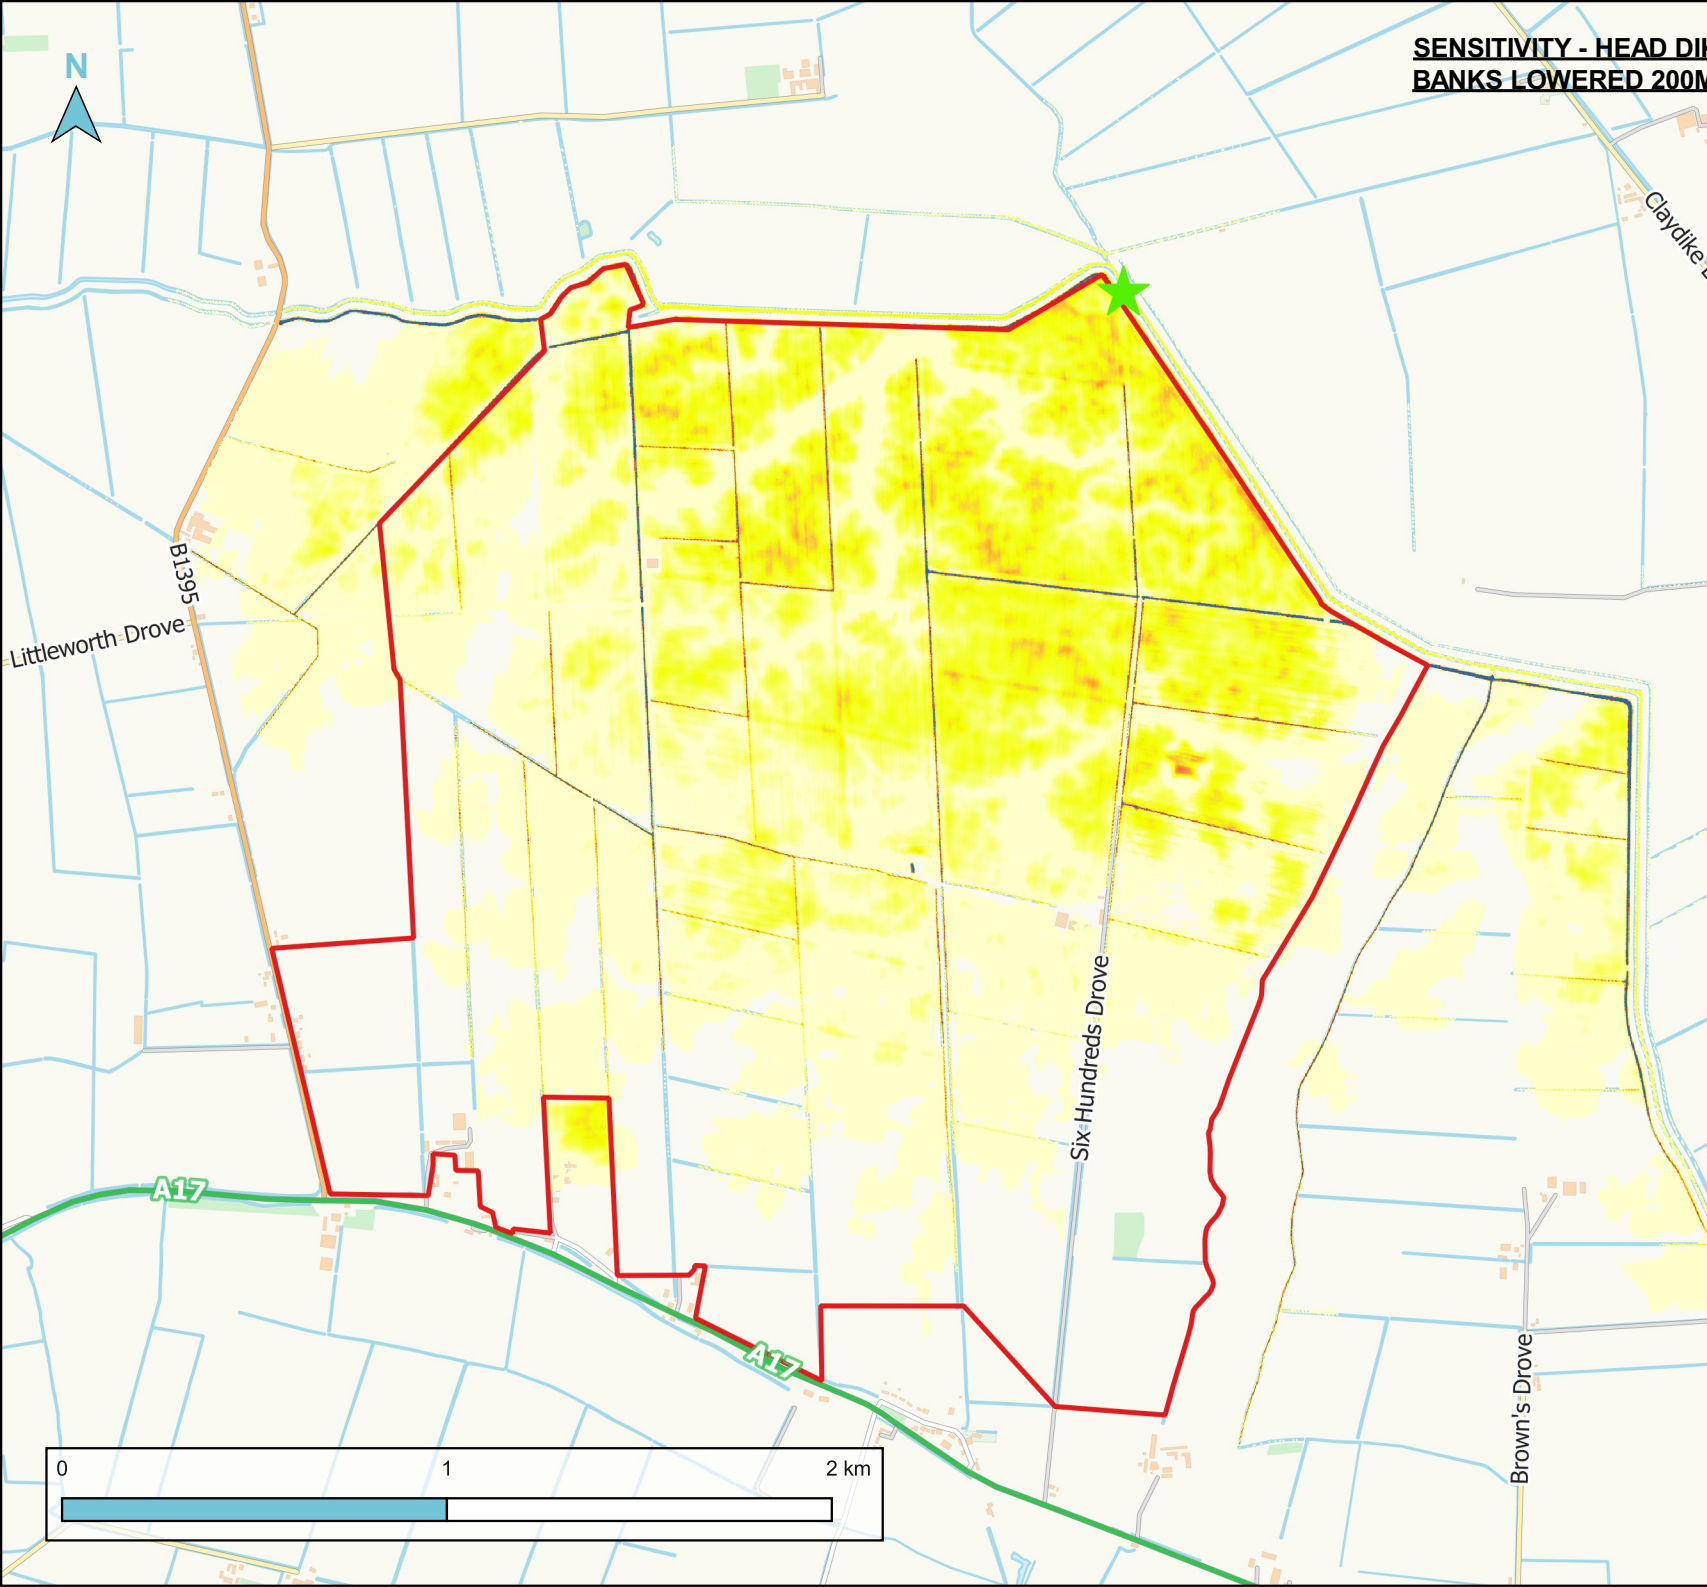 N
SENSITIVITY - HEAD DI
BANKS LOWERED 200M
Claydike
B1395
Littleworth Drove
Six Hundreds Drove
A17
A17
Brown's Drove
0 1 2 km